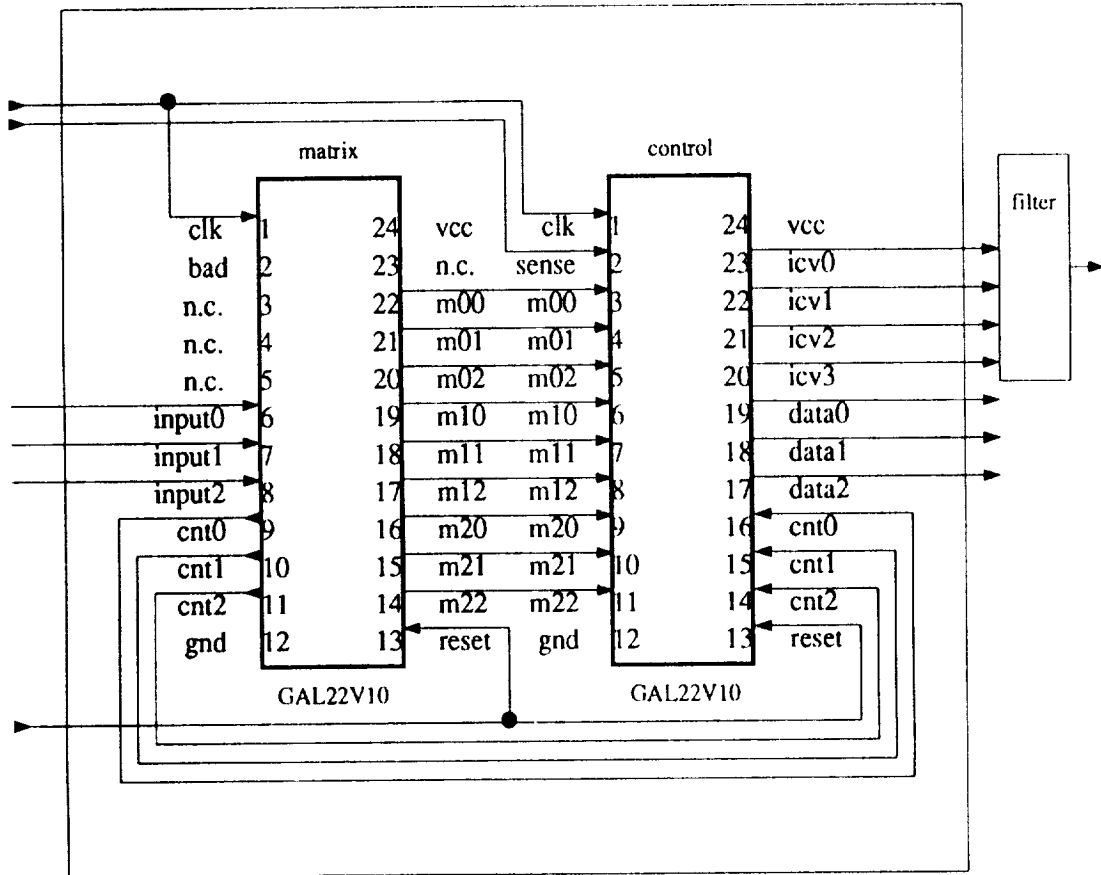 matrix control
filter
clk 1 24 vcc clk 1 24 vcc
bad 2 23 n.c. sense 2 23 icv0
n.c. 3 22 m00 m00 3 22 icv1
n.c. 4 21 m01 m01 4 21 icv2
n.c. 5 20 m02 m02 5 20 icv3
input0 6 19 m10 m10 6 19 data0
input1 7 18 m11 m11 7 18 data1
input2 8 17 m12 m12 8 17 data2
cnt0 9 16 m20 m20 9 16 cnt0
cnt1 10 15 m21 m21 10 15 cnt1
cnt2 11 14 m22 m22 11 14 cnt2
gnd 12 13 reset gnd 12 13 reset
GAL22V10 GAL22V10